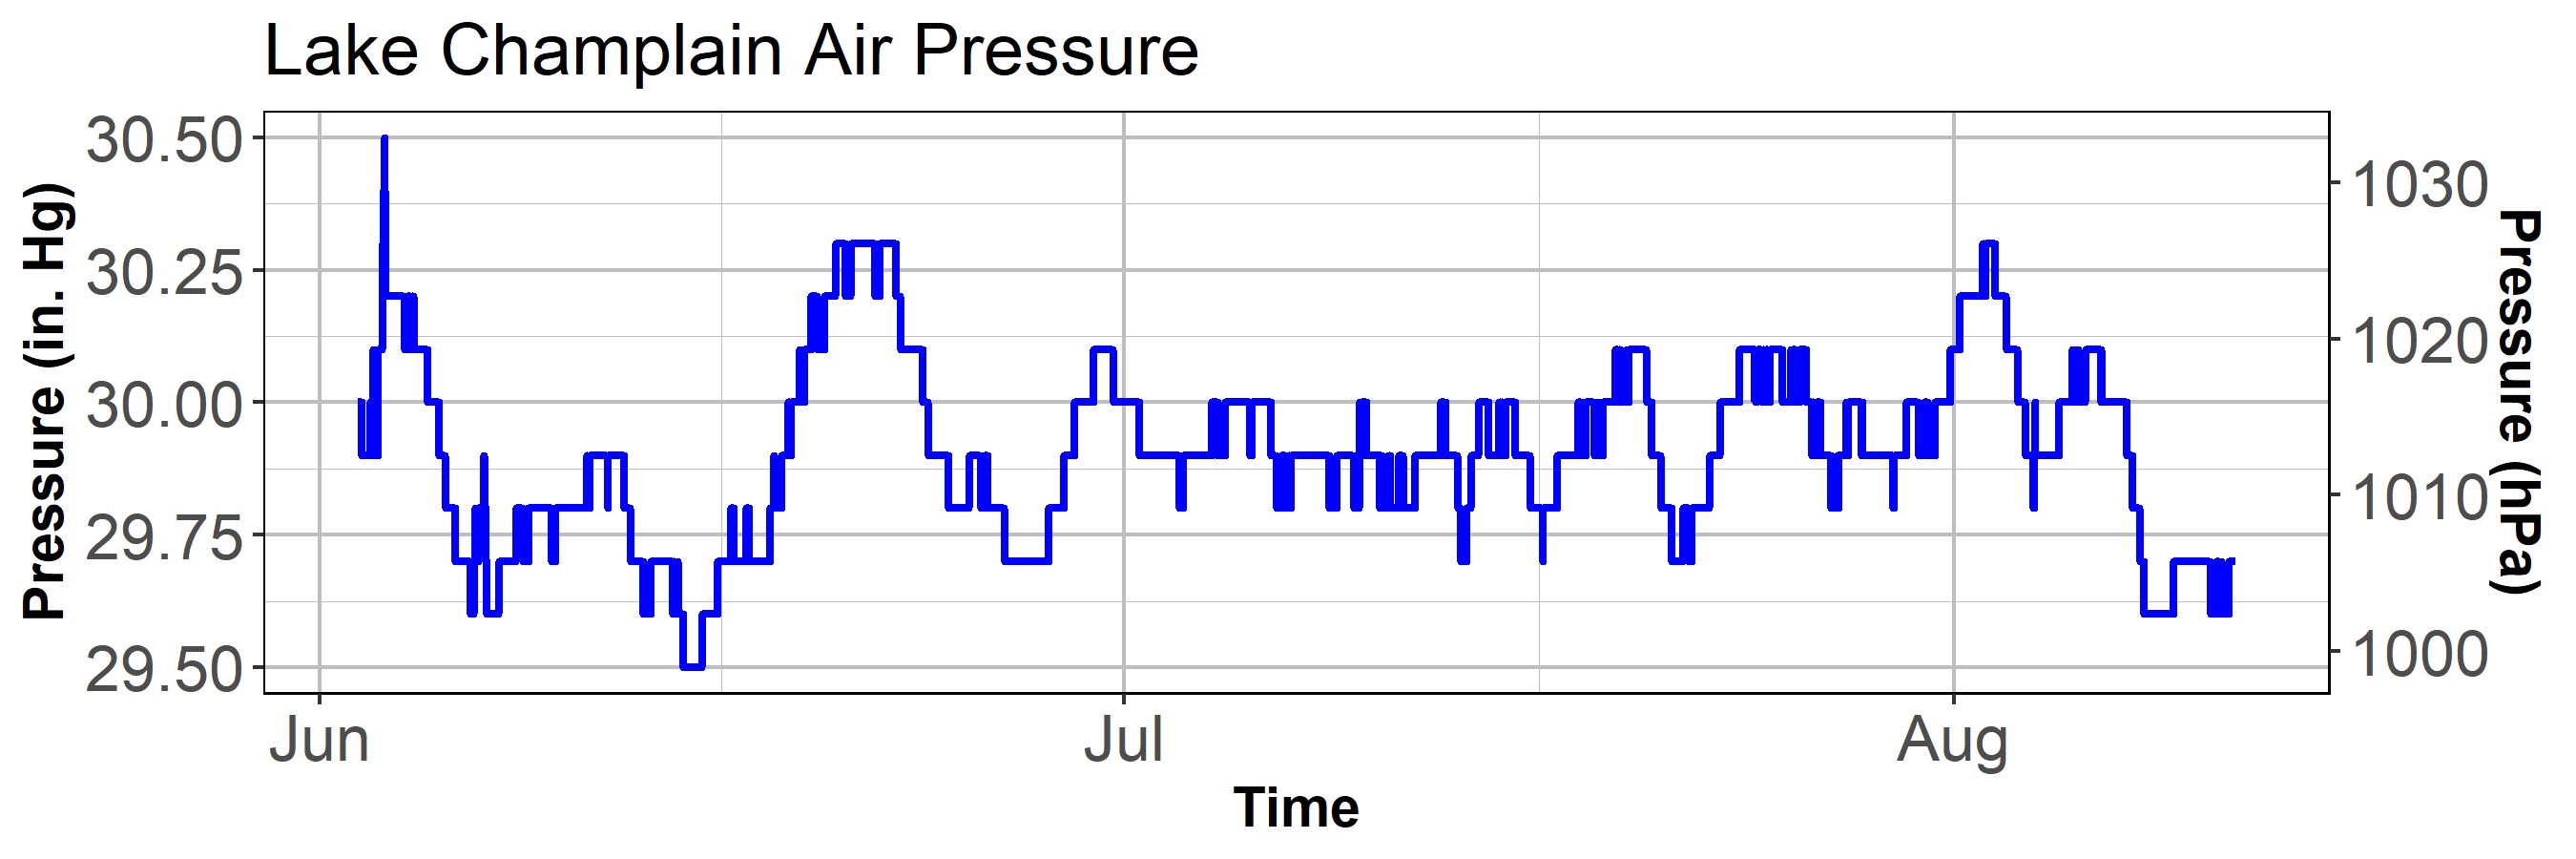 Lake Champlain Air Pressure
Pressure (in. Hg)
30.50
30.25
30.00
29.75
29.50
1030
1020
1010
1000
Pressure (hPa)
Jun Jul Aug
Time